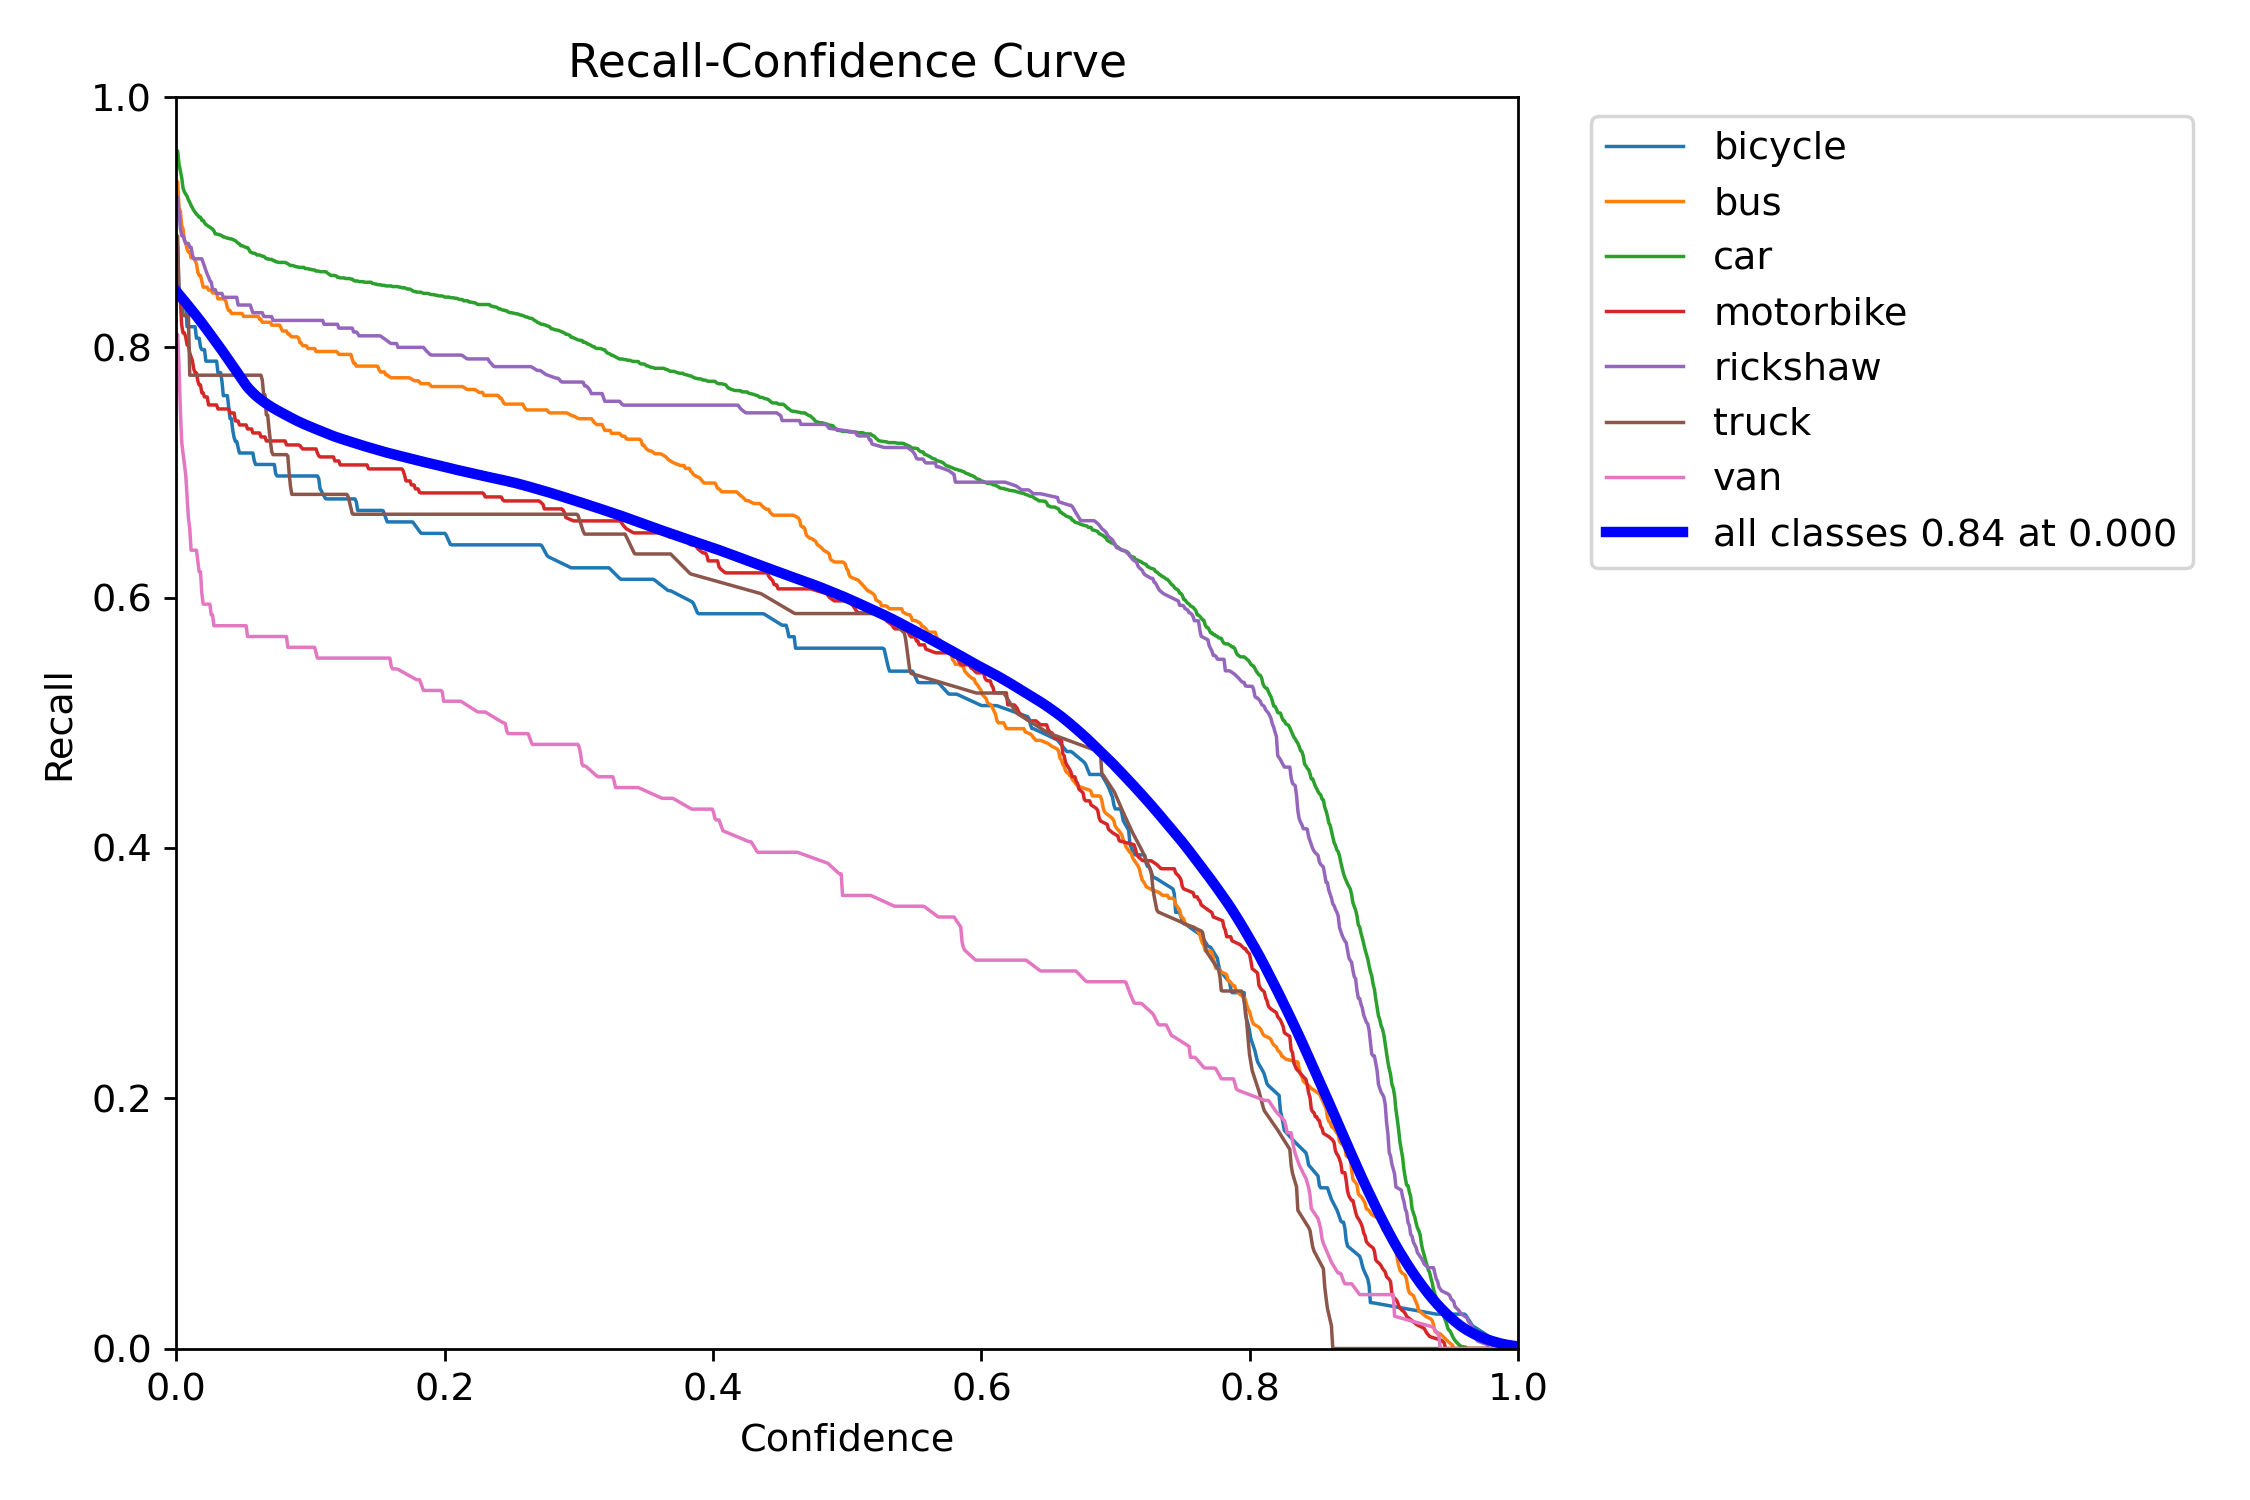 Recall-Confidence Curve
1.0
0.8
0.6
0.4
0.2
0.0
Recall
0.0 0.2 0.4 0.6 0.8 1.0
Confidence
bicycle
bus
car
motorbike
rickshaw
truck
van
all classes 0.84 at 0.000